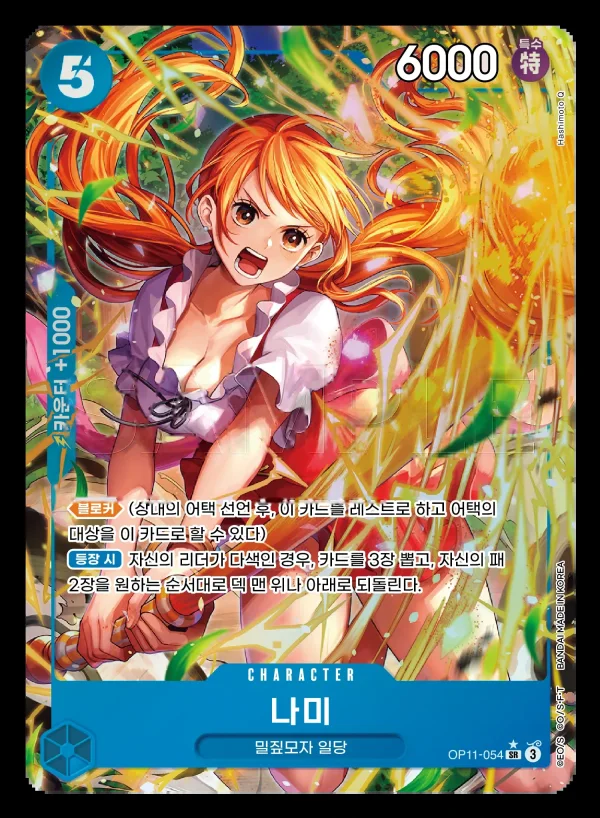 5
6000
특수
特
Hashimoto Q
카운터 +1000
SAMPLE
블로커 (상대의 어택 선언 후, 이 카드를 레스트로 하고 어택의
대상을 이 카드로 할 수 있다)
등장 시 자신의 리더가 다색인 경우, 카드를 3장 뽑고, 자신의 패
2장을 원하는 순서대로 덱 맨 위나 아래로 되돌린다.
©EO/S ©O/S·F·T BANDAI MADE IN KOREA
CHARACTER
나미
밀짚모자 일당
OP11-054 SR 3